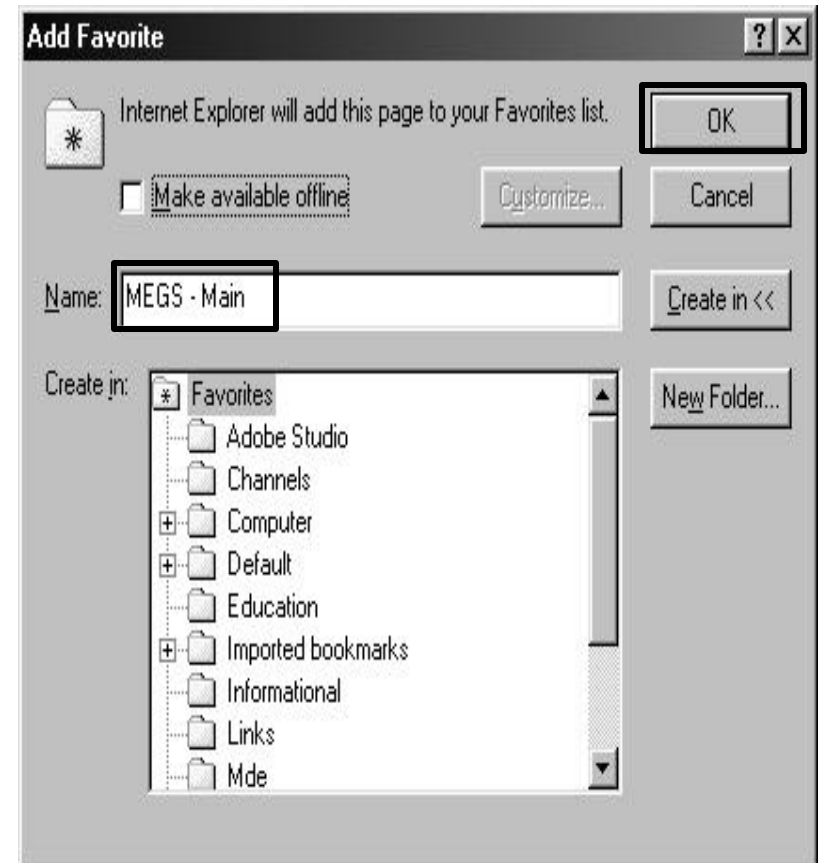 Add Favorite
? X
Internet Explorer will add this page to your Favorites list.
OK
Make available offline
Customize...
Cancel
Name: MEGS - Main
Create in <<
Create in:
Favorites
New Folder...
Adobe Studio
Channels
Computer
Default
Education
Imported bookmarks
Informational
Links
Mde